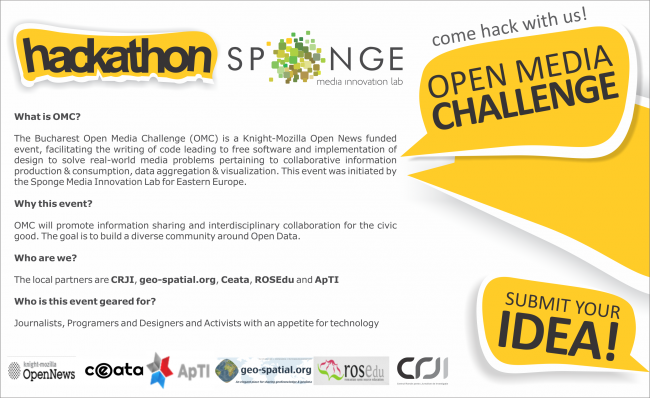 hackathon
SPONGE
media innovation lab
come hack with us!
OPEN MEDIA
CHALLENGE
What is OMC?
The Bucharest Open Media Challenge (OMC) is a Knight-Mozilla Open News funded
event, facilitating the writing of code leading to free software and implementation of
design to solve real-world media problems pertaining to collaborative information
production & consumption, data aggregation & visualization. This event was initiated by
the Sponge Media Innovation Lab for Eastern Europe.
Why this event?
OMC will promote information sharing and interdisciplinary collaboration for the civic
good. The goal is to build a diverse community around Open Data.
Who are we?
The local partners are CRJI, geo-spatial.org, Ceata, ROSEdu and ApTI
Who is this event geared for?
Journalists, Programers and Designers and Activists with an appetite for technology
SUBMIT YOUR
IDEA!
knight-mozilla
OpenNews
ceata
ApTI
geo-spatial.org
rosedu
CRJI